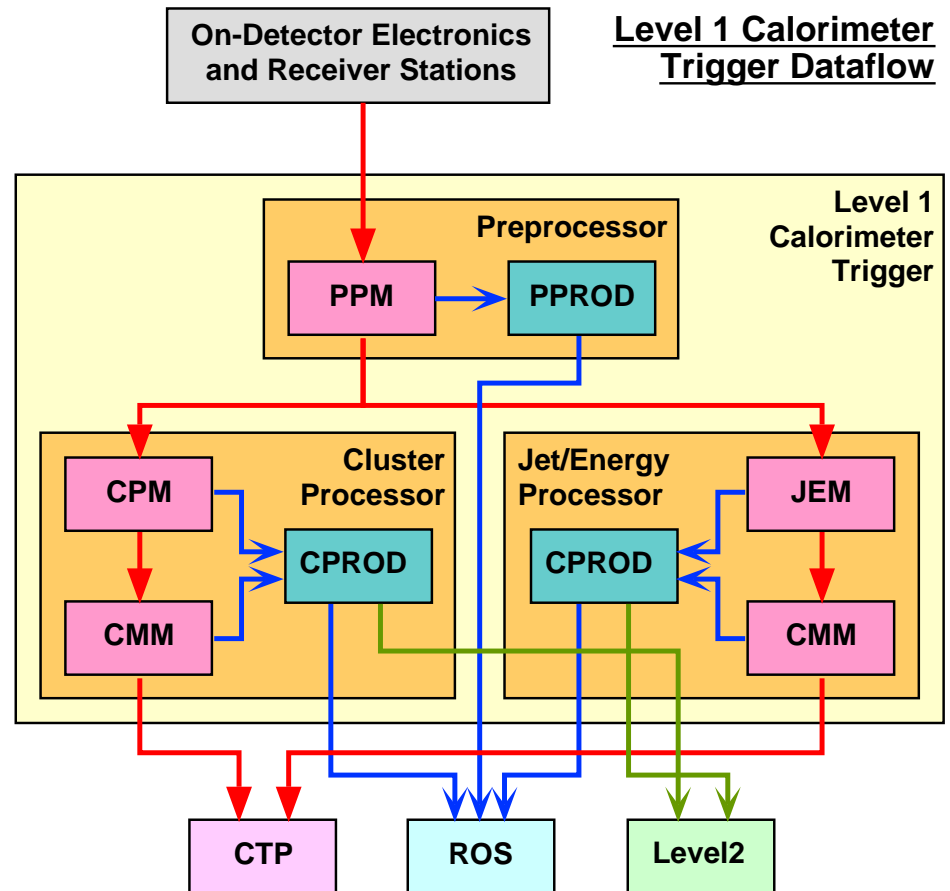 On-Detector Electronics
and Receiver Stations
Level 1 Calorimeter
Trigger Dataflow
Level 1
Calorimeter
Trigger
Preprocessor
PPM
PPROD
Cluster
Processor
CPM
CPROD
CMM
Jet/Energy
Processor
JEM
CPROD
CMM
CTP
ROS
Level2